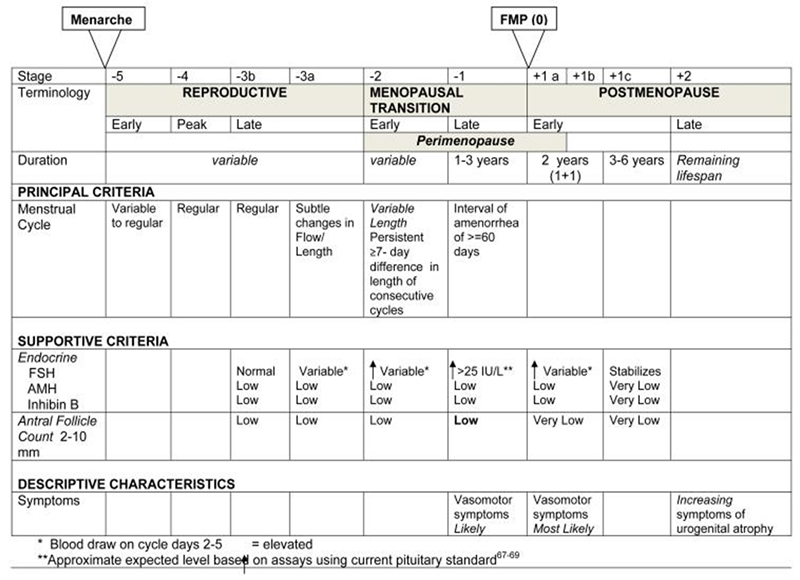 Menarche
FMP (0)
Stage -5 -4 -3b -3a -2 -1 +1 a +1b +1c +2
Terminology REPRODUCTIVE MENOPAUSAL TRANSITION POSTMENOPAUSE
Early Peak Late Early Late Early Late
Perimenopause
Duration variable variable 1-3 years 2 years (1+1) 3-6 years Remaining lifespan
PRINCIPAL CRITERIA
Menstrual Cycle Variable to regular Regular Regular Subtle changes in Flow/ Length Variable Length Persistent ≥7- day difference in length of consecutive cycles Interval of amenorrhea of >=60 days
SUPPORTIVE CRITERIA
Endocrine
FSH Normal Variable* ↑ Variable* ↑ >25 IU/L** ↑ Variable* Stabilizes
AMH Low Low Low Low Low Very Low
Inhibin B Low Low Low Low Low Very Low
Antral Follicle Count 2-10 mm Low Low Low Low Very Low Very Low
DESCRIPTIVE CHARACTERISTICS
Symptoms Vasomotor symptoms Likely Vasomotor symptoms Most Likely Increasing symptoms of urogenital atrophy
* Blood draw on cycle days 2-5 ↑ = elevated
**Approximate expected level based on assays using current pituitary standard67-69